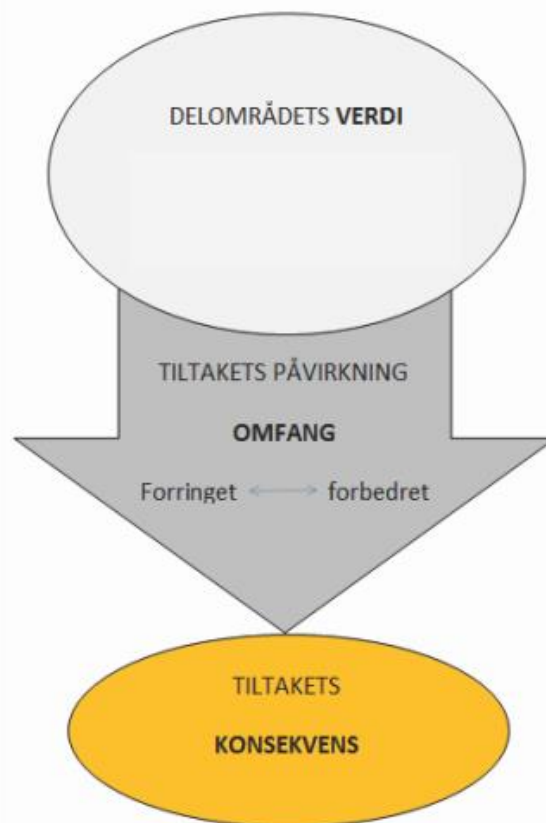 DELOMRÅDETS VERDI
TILTAKETS PÅVIRKNING
OMFANG
Forringet forbedret
TILTAKETS
KONSEKVENS